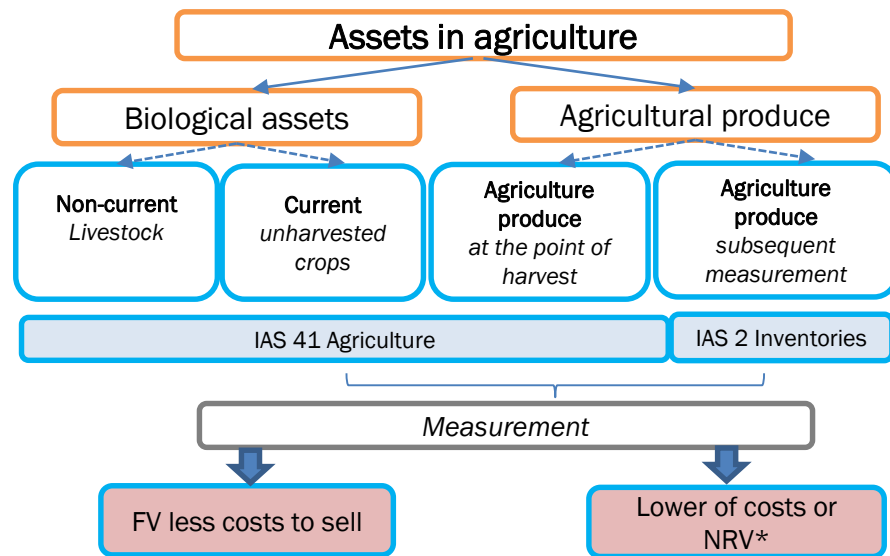 Assets in agriculture
Biological assets
Agricultural produce
Non-current
Livestock
Current
unharvested
crops
Agriculture
produce
at the point of
harvest
Agriculture
produce
subsequent
measurement
IAS 41 Agriculture
IAS 2 Inventories
Measurement
FV less costs to sell
Lower of costs or
NRV*